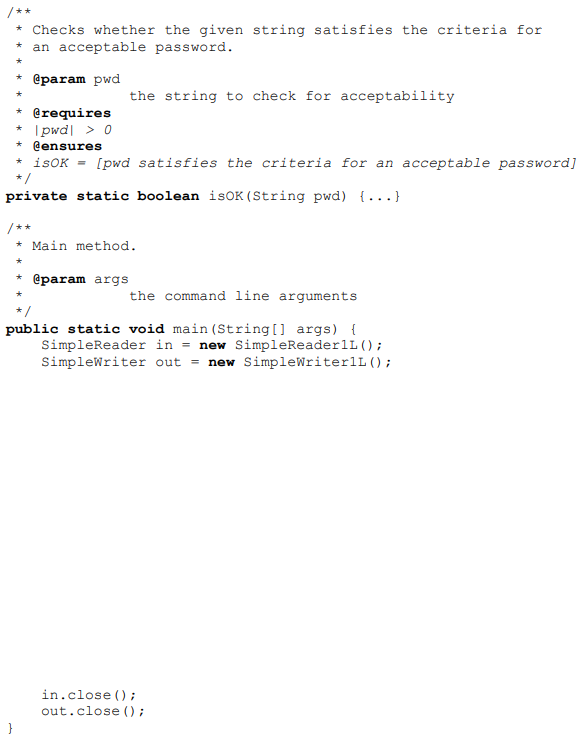 /**
 * Checks whether the given string satisfies the criteria for
 * an acceptable password.
 *
 * @param pwd
 *            the string to check for acceptability
 * @requires
 * |pwd| > 0
 * @ensures
 * isOK = [pwd satisfies the criteria for an acceptable password]
 */
private static boolean isOK(String pwd) {...}
/**
 * Main method.
 *
 * @param args
 *            the command line arguments
 */
public static void main(String[] args) {
    SimpleReader in = new SimpleReader1L();
    SimpleWriter out = new SimpleWriter1L();
    in.close();
    out.close();
}